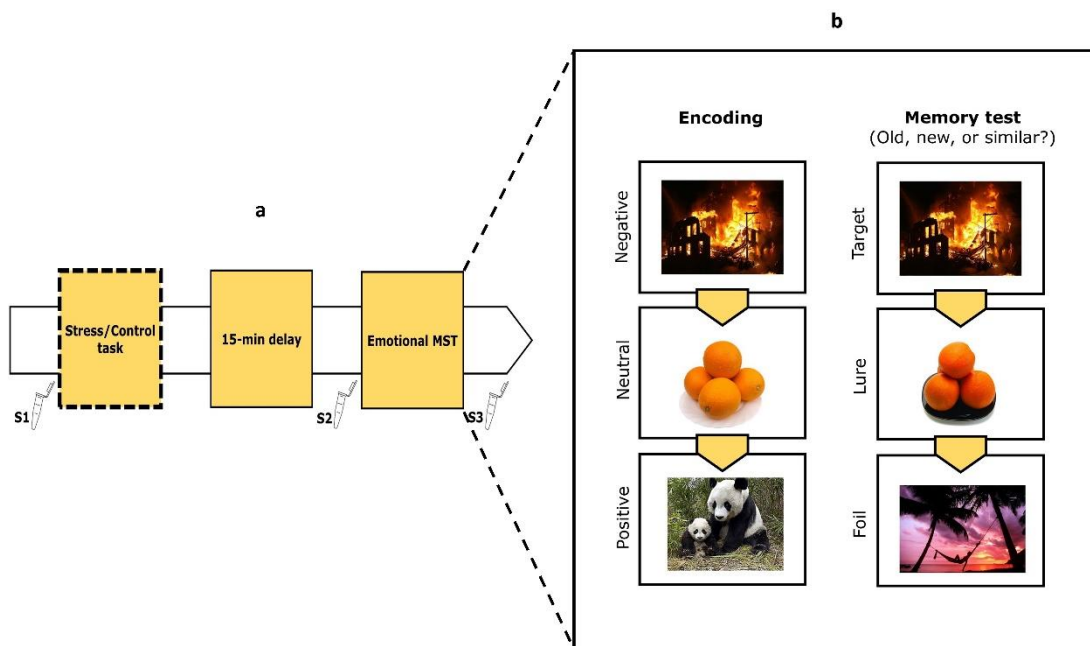 a
Stress/Control
task
15-min delay
Emotional MST
S1
S2
S3
b
Encoding
Memory test
(Old, new, or similar?)
Negative
Neutral
Positive
Target
Lure
Foil